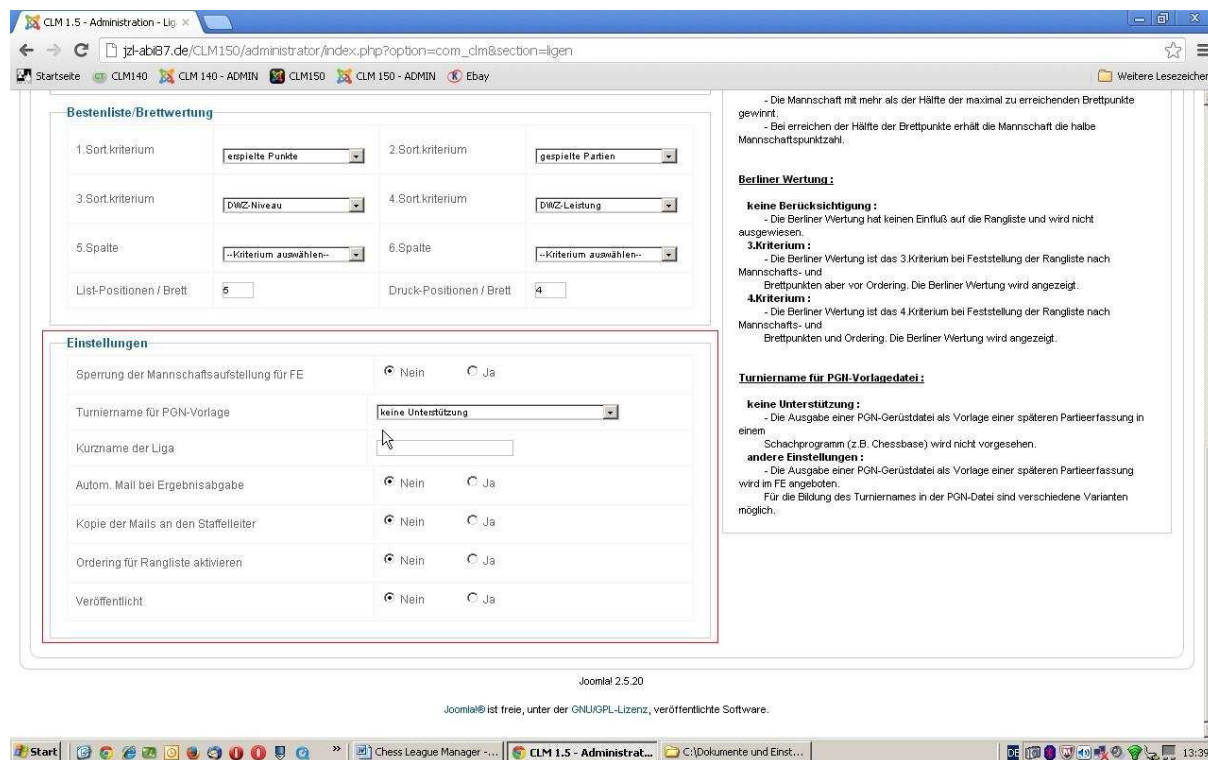 CLM 1.5 - Administration - Lig
jzl-abi87.de/CLM150/administrator/index.php?option=com_clm&section=ligen
Startseite CLM140 CLM 140 - ADMIN CLM150 CLM 150 - ADMIN Ebay Weitere Lesezeichen
Bestenliste/Brettwertung
1.Sort.kriterium erspielte Punkte 2.Sort.kriterium gespielte Partien
3.Sort.kriterium DWZ-Niveau 4.Sort.kriterium DWZ-Leistung
5.Spalte --Kriterium auswählen-- 6.Spalte --Kriterium auswählen--
List-Positionen / Brett 5 Druck-Positionen / Brett 4
Einstellungen
Sperrung der Mannschaftsaufstellung für FE Nein Ja
Turniername für PGN-Vorlage keine Unterstützung
Kurzname der Liga
Autom. Mail bei Ergebnisabgabe Nein Ja
Kopie der Mails an den Staffelleiter Nein Ja
Ordering für Rangliste aktivieren Nein Ja
Veröffentlicht Nein Ja
- Die Mannschaft mit mehr als der Hälfte der maximal zu erreichenden Brettpunkte
gewinnt.
- Bei erreichen der Hälfte der Brettpunkte erhält die Mannschaft die halbe
Mannschaftspunktzahl.
Berliner Wertung :
keine Berücksichtigung :
- Die Berliner Wertung hat keinen Einfluß auf die Rangliste und wird nicht
ausgewiesen.
3.Kriterium :
- Die Berliner Wertung ist das 3.Kriterium bei Feststellung der Rangliste nach
Mannschafts- und
Brettpunkten aber vor Ordering. Die Berliner Wertung wird angezeigt.
4.Kriterium :
- Die Berliner Wertung ist das 4.Kriterium bei Feststellung der Rangliste nach
Mannschafts- und
Brettpunkten und Ordering. Die Berliner Wertung wird angezeigt.
Turniername für PGN-Vorlagedatei :
keine Unterstützung :
- Die Ausgabe einer PGN-Gerüstdatei als Vorlage einer späteren Partieerfassung in
einem
Schachprogramm (z.B. Chessbase) wird nicht vorgesehen.
andere Einstellungen :
- Die Ausgabe einer PGN-Gerüstdatei als Vorlage einer späteren Partieerfassung
wird im FE angeboten.
Für die Bildung des Turniernames in der PGN-Datei sind verschiedene Varianten
möglich.
Joomla! 2.5.20
Joomla!® ist freie, unter der GNU/GPL-Lizenz, veröffentlichte Software.
Start Chess League Manager -... CLM 1.5 - Administrat... C:\Dokumente und Einst... DE 13:39